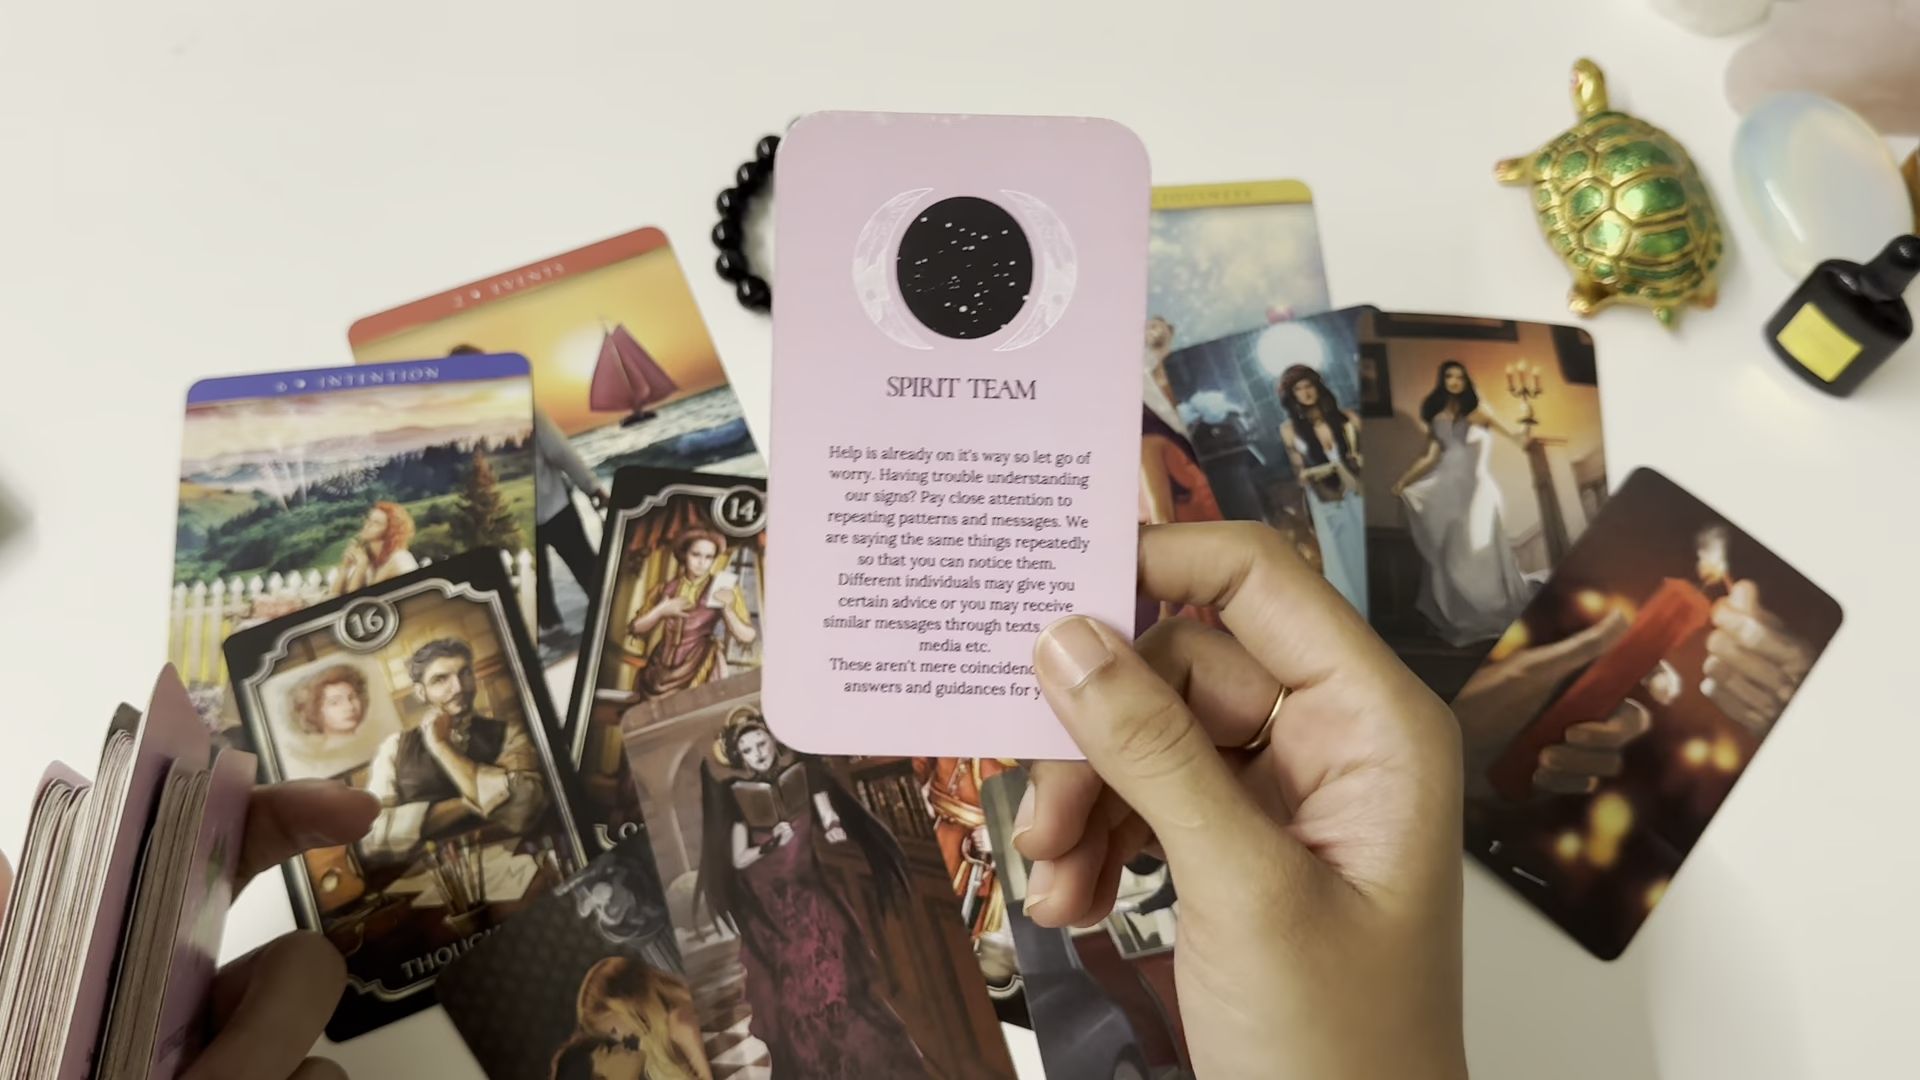 2 EVENTS
6 INTENTION
14
16
SPIRIT TEAM
Help is already on it's way so let go of
worry. Having trouble understanding
our signs? Pay close attention to
repeating patterns and messages. We
are saying the same things repeatedly
so that you can notice them.
Different individuals may give you
certain advice or you may receive
similar messages through texts,
media etc.
These aren't mere
answers and guidances for